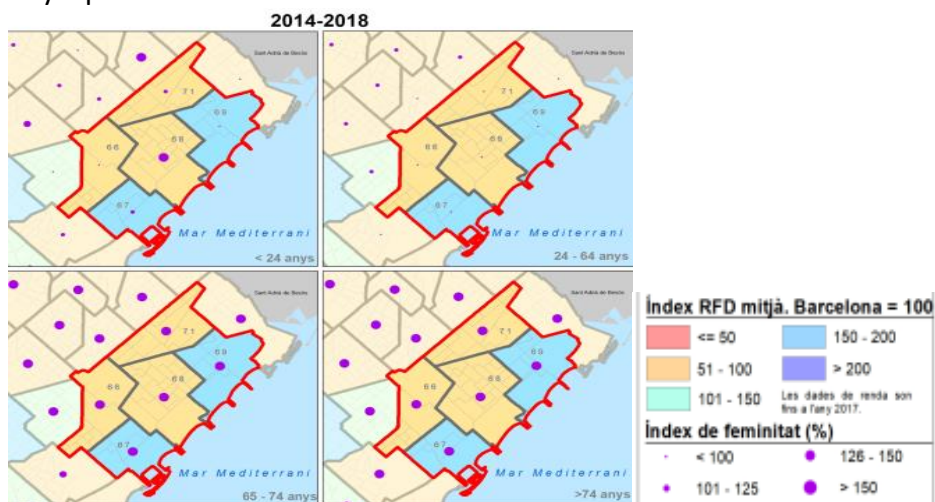 2014-2018
Sant Adrià de Besòs
71
69
66
68
67
Mar Mediterrani
< 24 anys
Sant Adrià de Besòs
71
69
66
68
67
Mar Mediterrani
24 - 64 anys
Sant Adrià de Besòs
71
69
66
68
67
Mar Mediterrani
65 - 74 anys
Sant Adrià de Besòs
71
69
66
68
67
Mar Mediterrani
>74 anys
Índex RFD mitjà. Barcelona = 100
<= 50
150 - 200
51 - 100
> 200
101 - 150
Les dades de renda son
fins a l'any 2017.
Índex de feminitat (%)
< 100
126 - 150
101 - 125
> 150